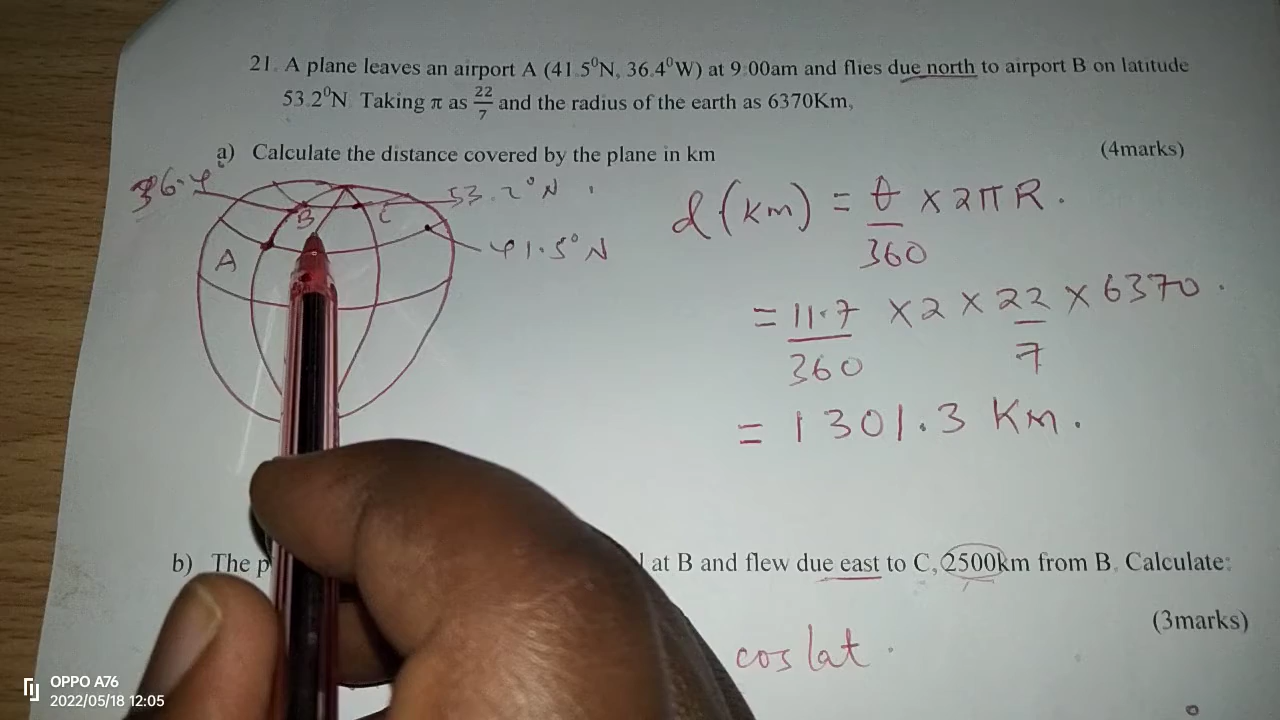 21. A plane leaves an airport A (41.5⁰N, 36.4⁰W) at 9.00am and flies due north to airport B on latitude
53.2⁰N. Taking π as 22/7 and the radius of the earth as 6370Km,
a) Calculate the distance covered by the plane in km (4marks)
36.4°
B
C
53.2°N
A
41.5°N
d(km) = θ/360 × 2πR.
= 11.7/360 × 2 × 22/7 × 6370.
= 1301.3 Km.
b) The p
at B and flew due east to C, 2500km from B. Calculate:
(3marks)
cos lat.
OPPO A76
2022/05/18 12:05